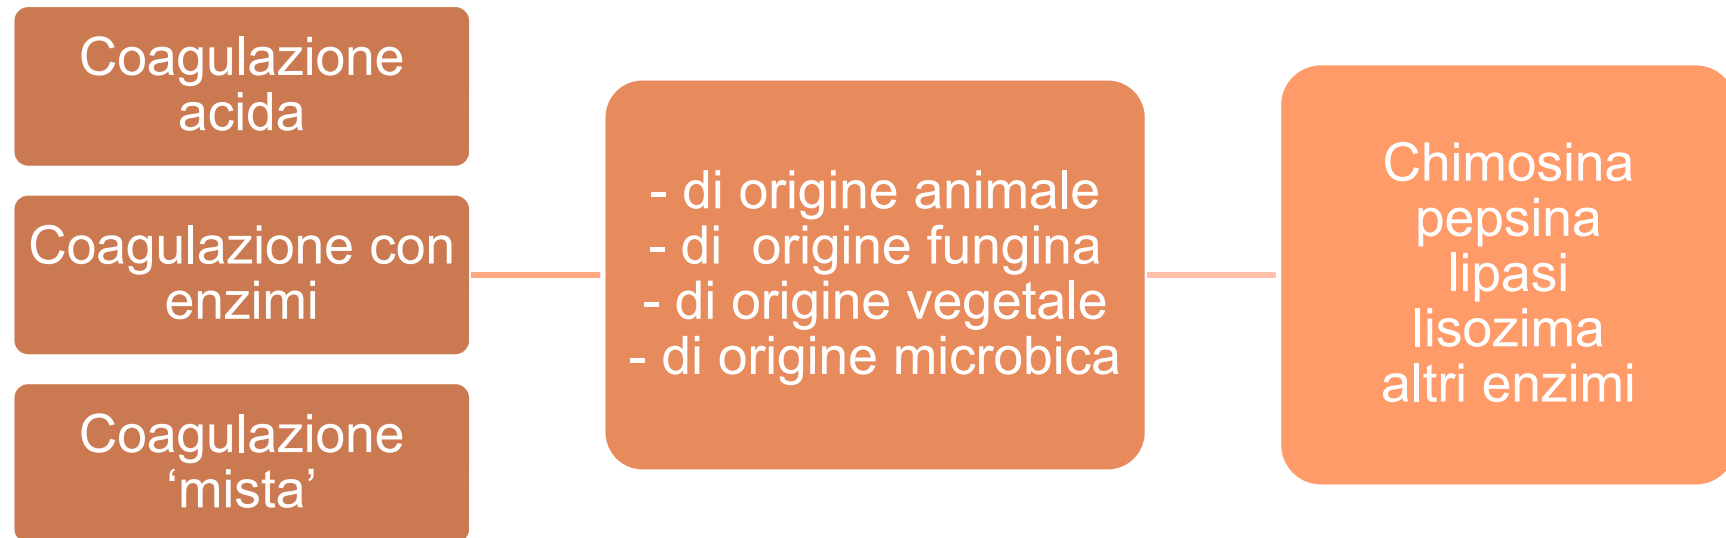 Coagulazione
acida
Coagulazione con
enzimi
Coagulazione
‘mista’
- di origine animale
- di  origine fungina
- di origine vegetale
- di origine microbica
Chimosina
pepsina
lipasi
lisozima
altri enzimi